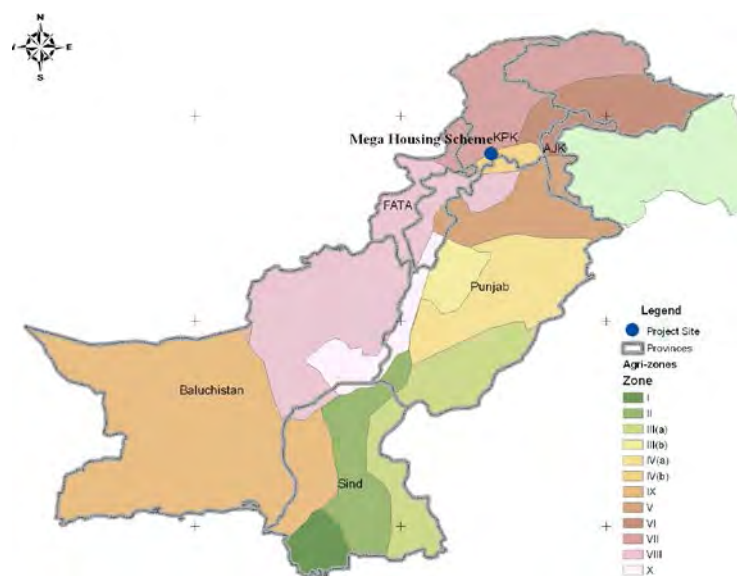 N
W E
S
KPK
Mega Housing Scheme
AJK
FATA
Punjab
Baluchistan
Sind
Legend
Project Site
Provinces
Agri-zones
Zone
I
II
III(a)
III(b)
IV(a)
IV(b)
IX
V
VI
VII
VIII
X